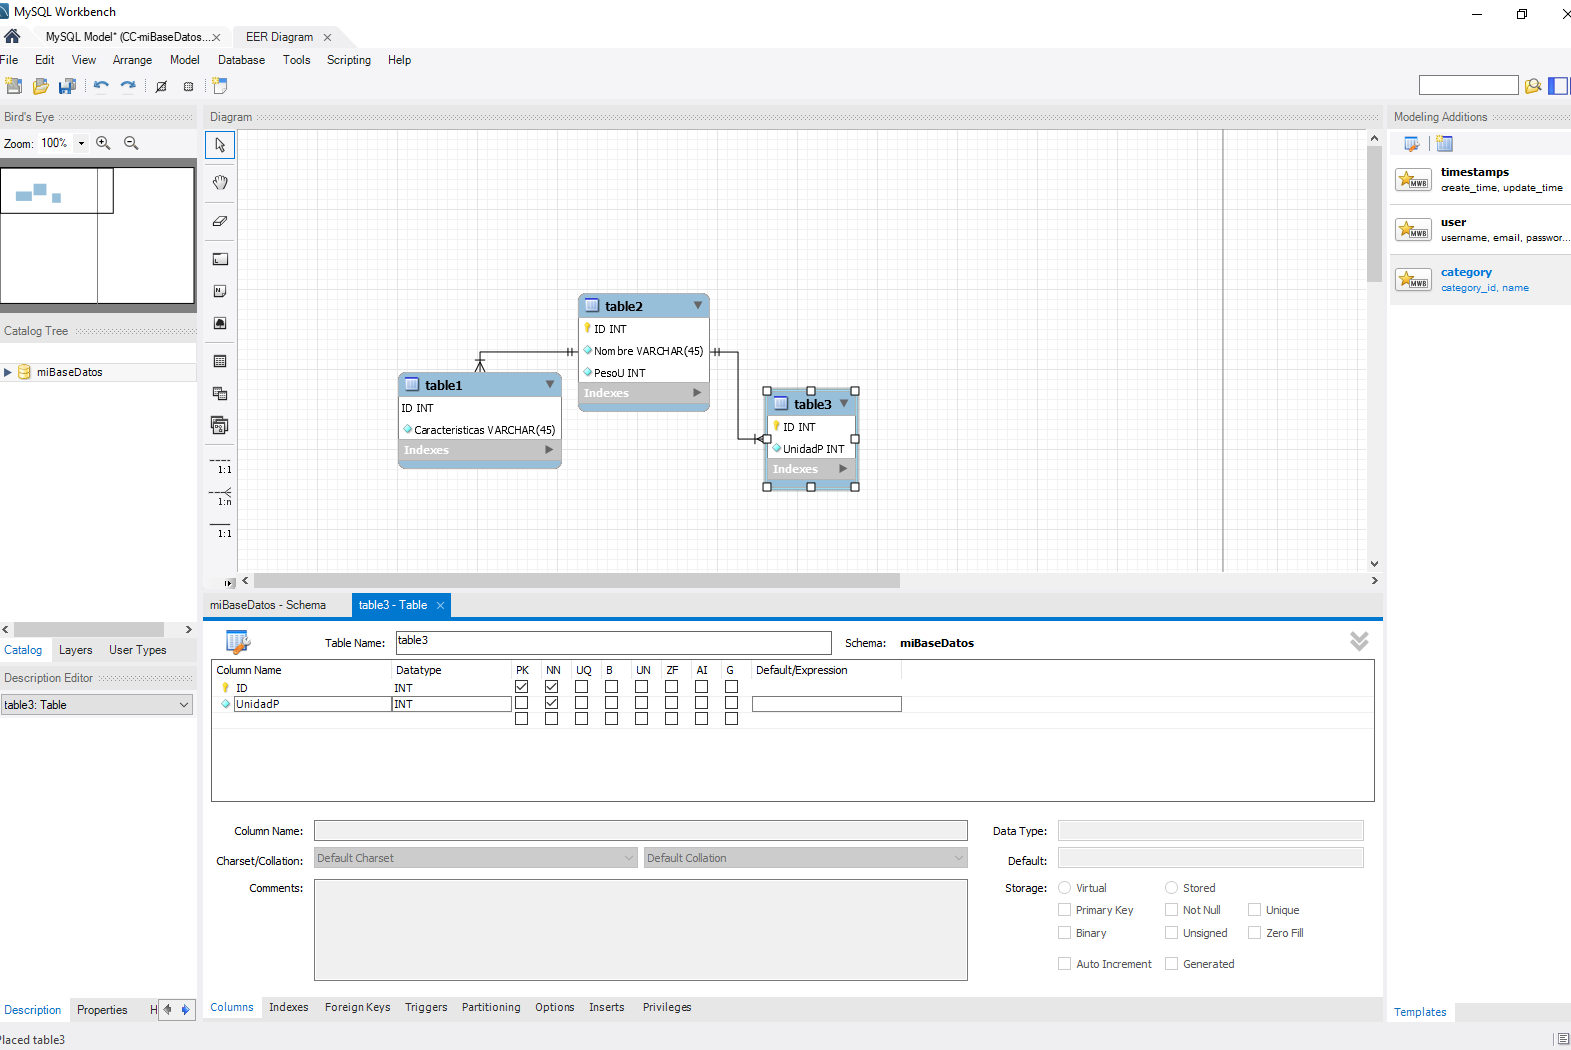 MySQL Workbench
MySQL Model* (CC-miBaseDatos...
EER Diagram
File Edit View Arrange Model Database Tools Scripting Help
Bird's Eye
Zoom: 100%
Catalog Tree
miBaseDatos
Catalog Layers User Types
Description Editor
table3: Table
Description Properties H
Placed table3
Diagram
1:1
1:n
1:1
table2
ID INT
Nombre VARCHAR(45)
PesoU INT
Indexes
table1
ID INT
Caracteristicas VARCHAR(45)
Indexes
table3
ID INT
UnidadP INT
Indexes
miBaseDatos - Schema
table3 - Table
Table Name: table3 Schema: miBaseDatos
Column Name Datatype PK NN UQ B UN ZF AI G Default/Expression
ID INT
UnidadP INT
Column Name: Data Type:
Charset/Collation: Default Charset Default Collation Default:
Comments: Storage: Virtual Stored
Primary Key Not Null Unique
Binary Unsigned Zero Fill
Auto Increment Generated
Columns Indexes Foreign Keys Triggers Partitioning Options Inserts Privileges
Modeling Additions
MWB
timestamps
create_time, update_time
MWB
user
username, email, passwor...
MWB
category
category_id, name
Templates